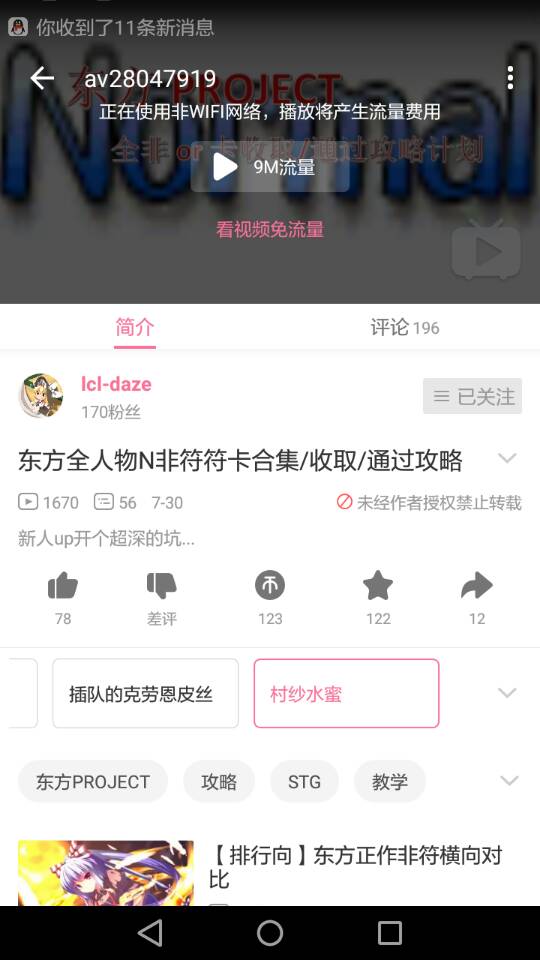 你收到了11条新消息
av28047919
东方 PROJECT
正在使用非WIFI网络，播放将产生流量费用
Normal
全非 or 卡收取/通过攻略计划
9M流量
看视频免流量
简介
评论 196
lcl-daze
170粉丝
已关注
东方全人物N非符符卡合集/收取/通过攻略
1670 56 7-30 未经作者授权禁止转载
新人up开个超深的坑...
78 差评 123 122 12
插队的克劳恩皮丝 村纱水蜜
东方PROJECT 攻略 STG 教学
【排行向】东方正作非符横向对
比